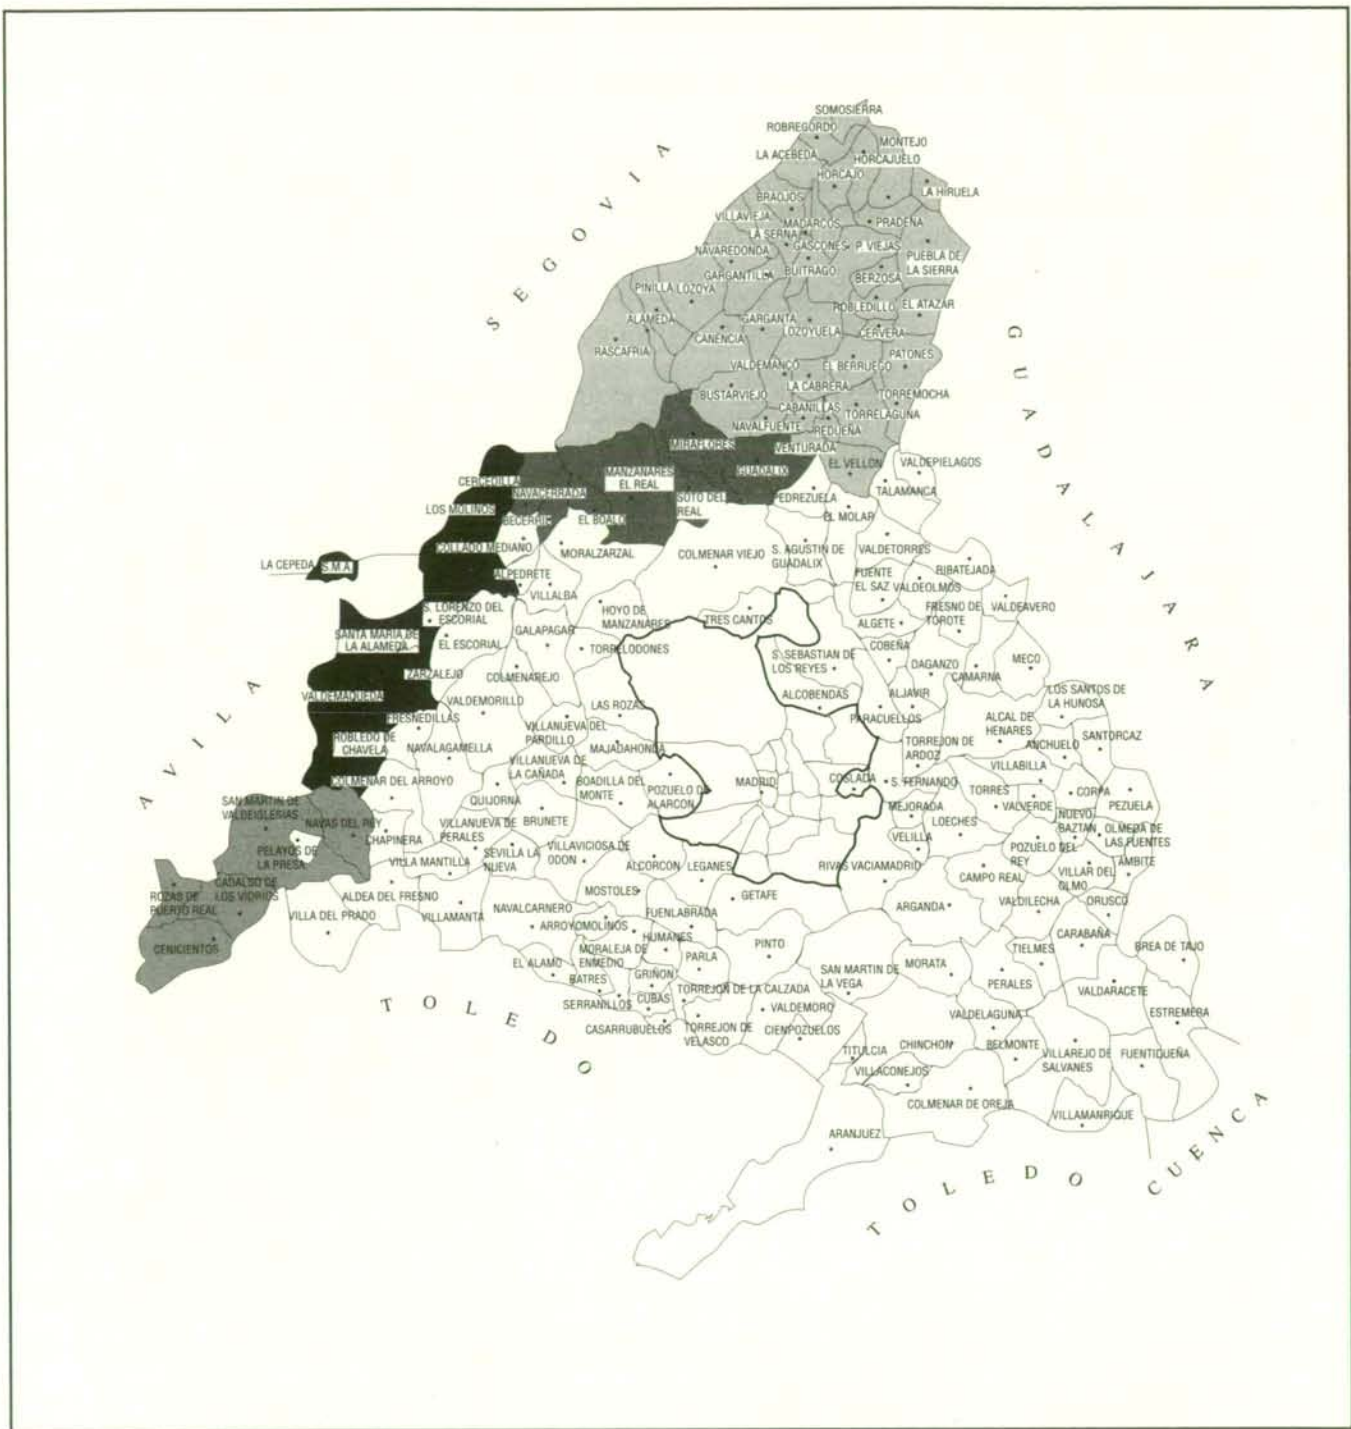 SOMOSIERRA
ROBREGORDO
MONTEJO
LA ACEBEDA
HORCAJUELO
HORCAJO
LA HIRUELA
BRAOJOS
VILLAVIEJA
MADARCOS
PRADEÑA
LA SERNA
GASCONES
P. VIEJAS
NAVAREDONDA
PUEBLA DE
LA SIERRA
GARGANTILLA
BUITRAGO
BERZOSA
PINILLA
LOZOYA
ROBLEDILLO
EL ATAZAR
ALAMEDA
GARGANTA
LOZOYUELA
CERVERA
CANENCIA
RASCAFRIA
PATONES
VALDEMANCO
EL BERRUEGO
LA CABRERA
BUSTARVIEJO
TORREMOCHA
CABANILLAS
TORRELAGUNA
NAVALFUENTE
REDUEÑA
MIRAFLORES
VENTURADA
EL VELLON
VALDEPIELAGOS
CERCEDILLA
MANZANARES
EL REAL
GUADALIX
NAVACERRADA
SOTO DEL
REAL
PEDREZUELA
TALAMANCA
LOS MOLINOS
BECERRIL
EL BOALO
EL MOLAR
COLLADO MEDIANO
MORALZARZAL
COLMENAR VIEJO
S. AGUSTIN DE
GUADALIX
VALDETORRES
LA CEPEDA
S.M.A.
ALPEDRETE
FUENTE
EL SAZ
VALDEOLMOS
RIBATEJADA
VILLALBA
S. LORENZO DEL
ESCORIAL
HOYO DE
MANZANARES
TRES CANTOS
FRESNO DE
TOROTE
VALDEAVERO
ALGETE
SANTA MARIA DE
LA ALAMEDA
EL ESCORIAL
GALAPAGAR
TORRELODONES
S. SEBASTIAN DE
LOS REYES
COBEÑA
DAGANZO
MECO
ZARZALEJO
COLMENAREJO
CAMARNA
VALDEMAQUEDA
VALDEMORILLO
ALCOBENDAS
ALJAVIR
LOS SANTOS DE
LA HUNOSA
FRESNEDILLAS
LAS ROZAS
PARACUELLOS
ALCAL DE
HENARES
SANTORCAZ
ROBLEDO DE
CHAVELA
NAVALAGAMELLA
VILLANUEVA DEL
PARDILLO
MAJADAHONDA
TORREJON DE
ARDOZ
ANCHUELO
VILLANUEVA DE
LA CAÑADA
VILLABILLA
COLMENAR DEL ARROYO
BOADILLA DEL
MONTE
POZUELO DE
ALARCON
MADRID
COSLADA
S. FERNANDO
TORRES
CORPA
PEZUELA
SAN MARTIN DE
VALDEIGLESIAS
QUIJORNA
MEJORADA
VALVERDE
NUEVO
BAZTAN
OLMEDA DE
LAS FUENTES
NAVAS DEL REY
VILLANUEVA DE
PERALES
BRUNETE
LOECHES
CHAPINERA
VELILLA
PELAYOS DE
LA PRESA
VILLA MANTILLA
SEVILLA LA
NUEVA
VILLAVICIOSA DE
ODON
ALCORCON
LEGANES
RIVAS VACIAMADRID
POZUELO DEL
REY
AMBITE
CAMPO REAL
VILLAR DEL
OLMO
CADALSO DE
LOS VIDRIOS
ROZAS DE
PUERTO REAL
ALDEA DEL FRESNO
MOSTOLES
GETAFE
VALDILECHA
ORUSCO
VILLA DEL PRADO
VILLAMANTA
NAVALCARNERO
FUENLABRADA
ARGANDA
ARROYOMOLINOS
CENICIENTOS
HUMANES
PINTO
TIELMES
CARABAÑA
BREA DE TAJO
EL ALAMO
MORALEJA DE
ENMEDIO
PARLA
MORATA
BATRES
GRIÑON
SAN MARTIN DE
LA VEGA
PERALES
VALDARACETE
SERRANILLOS
CUBAS
TORREJON DE LA CALZADA
VALDEMORO
VALDELAGUNA
ESTREMERA
CASARRUBUELOS
TORREJON DE
VELASCO
CIENPOZUELOS
TITULCIA
CHINCHON
BELMONTE
VILLAREJO DE
SALVANES
FUENTIDUEÑA
VILLACONEJOS
COLMENAR DE OREJA
VILLAMANRIQUE
ARANJUEZ
SEGOVIA
GUADALAJARA
AVILA
TOLEDO
TOLEDO
CUENCA